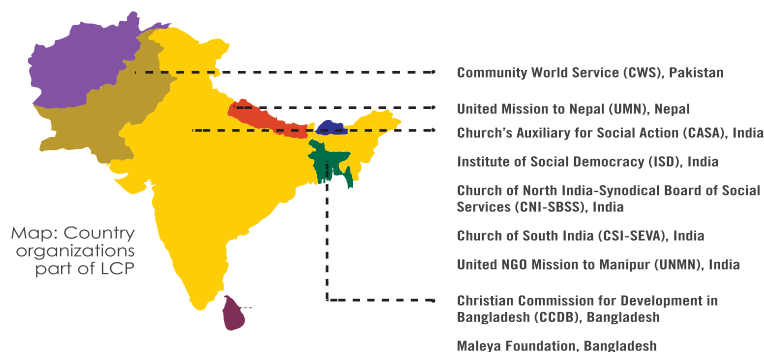 Community World Service (CWS), Pakistan
United Mission to Nepal (UMN), Nepal
Church's Auxiliary for Social Action (CASA), India
Institute of Social Democracy (ISD), India
Church of North India-Synodical Board of Social
Services (CNI-SBSS), India
Church of South India (CSI-SEVA), India
United NGO Mission to Manipur (UNMN), India
Christian Commission for Development in
Bangladesh (CCDB), Bangladesh
Maleya Foundation, Bangladesh
Map: Country
organizations
part of LCP